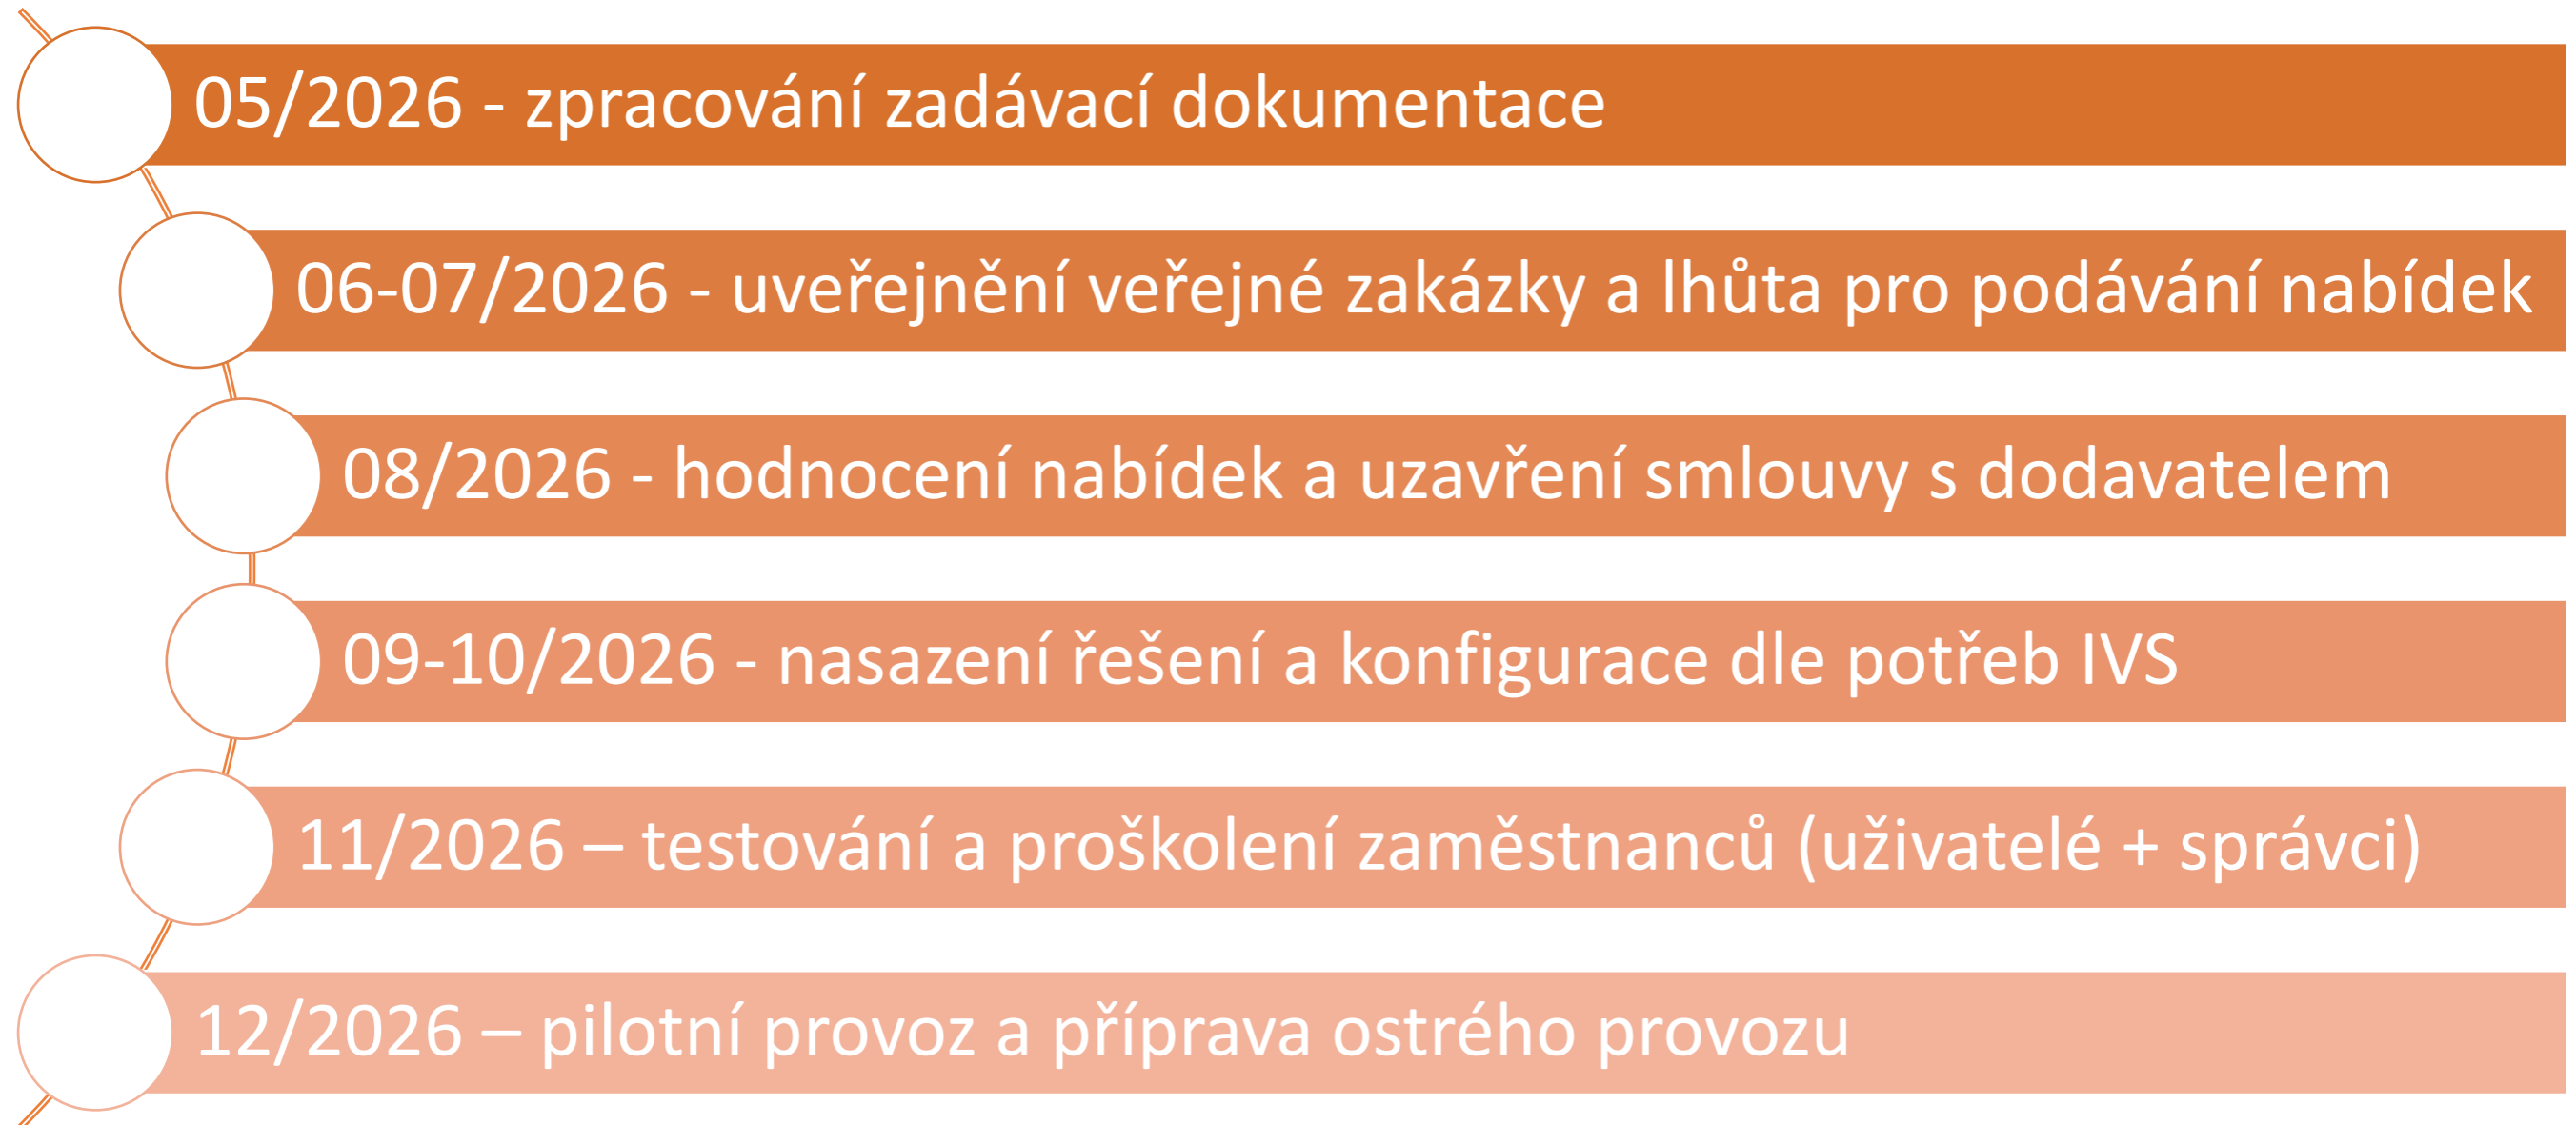 05/2026 - zpracování zadávací dokumentace
06-07/2026 - uveřejnění veřejné zakázky a lhůta pro podávání nabídek
08/2026 - hodnocení nabídek a uzavření smlouvy s dodavatelem
09-10/2026 - nasazení řešení a konfigurace dle potřeb IVS
11/2026 – testování a proškolení zaměstnanců (uživatelé + správci)
12/2026 – pilotní provoz a příprava ostrého provozu